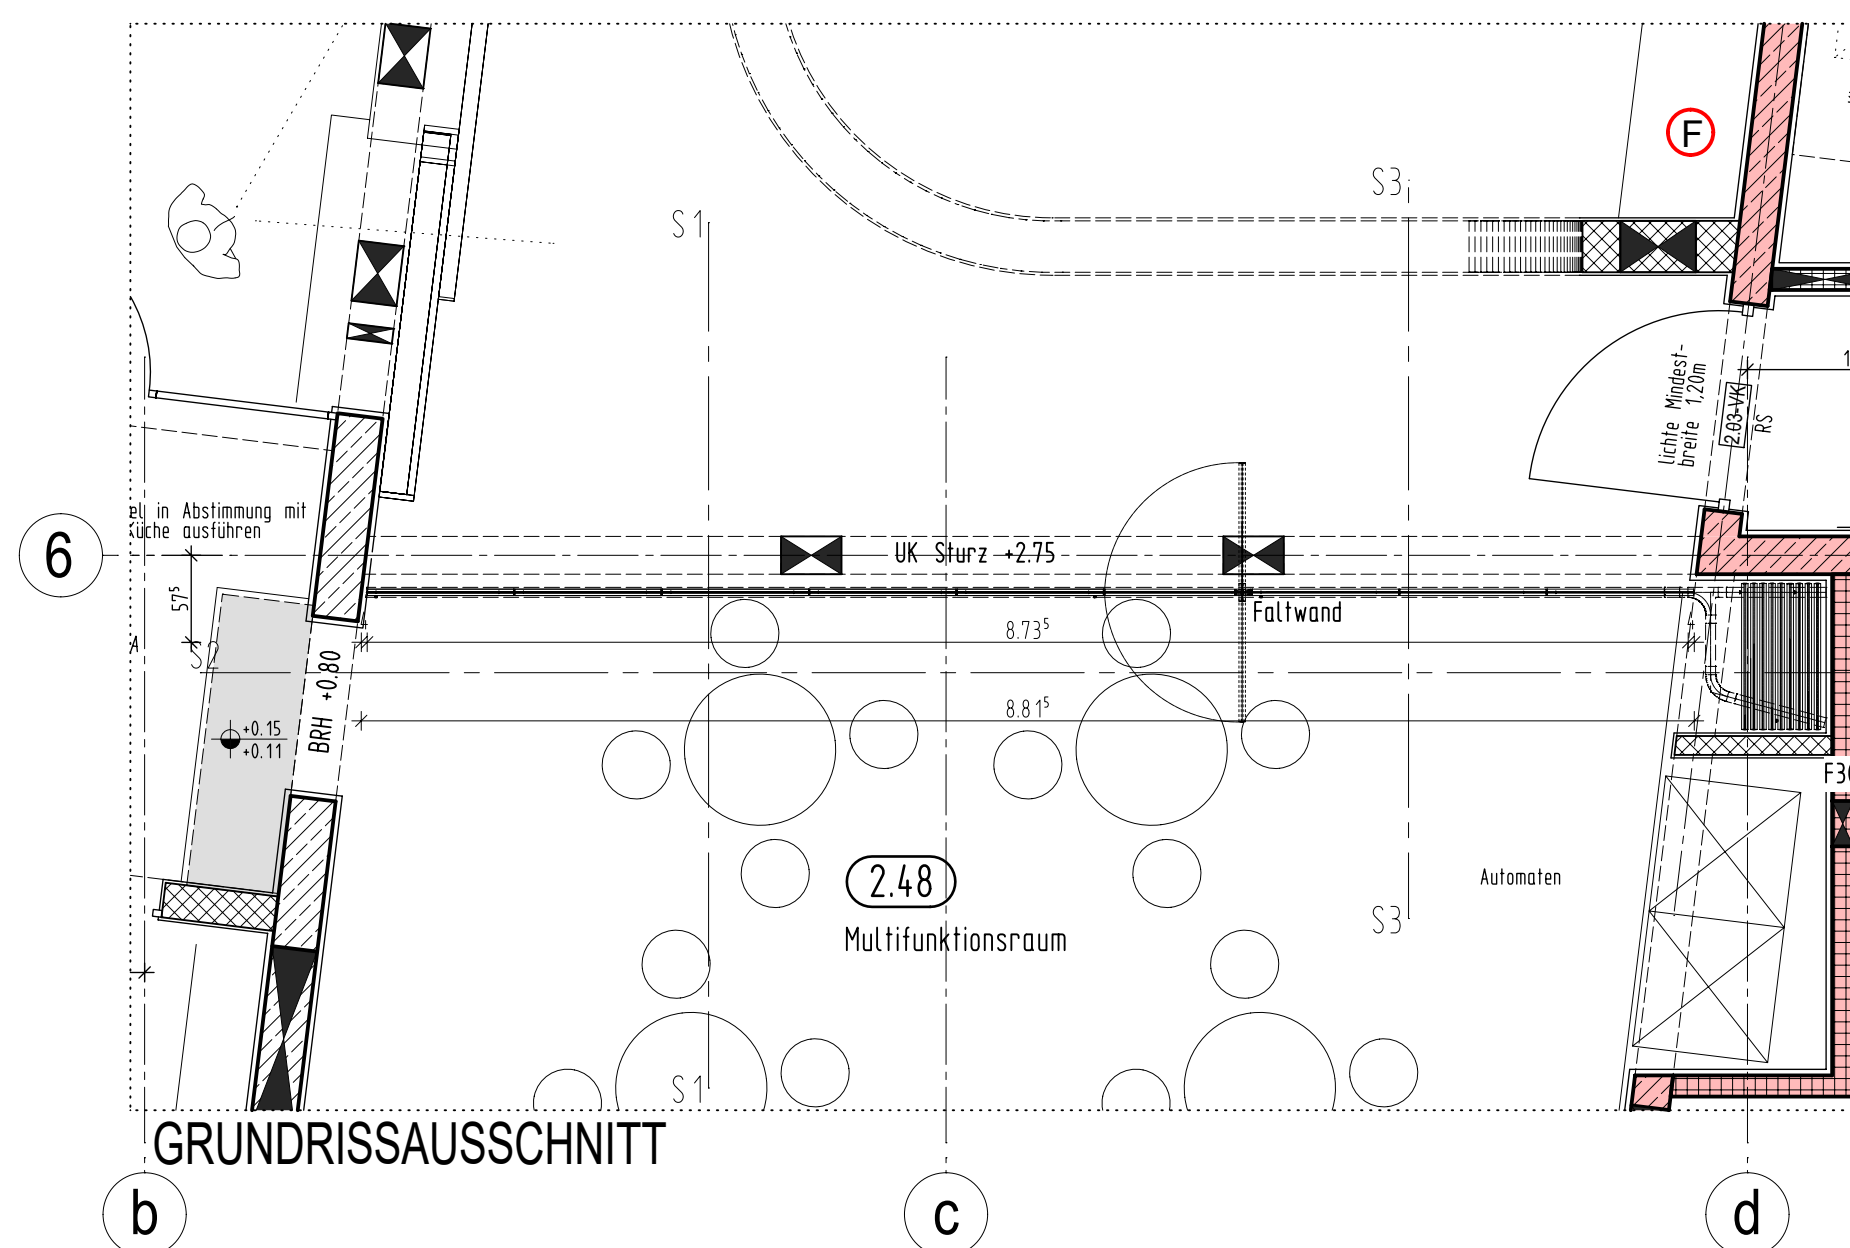 F
S3
S1
lichte Mindest-
breite 1,20m
2.03-VK
RS
el in Abstimmung mit
üche ausführen
6
UK Sturz +2.75
57⁵
Faltwand
8.73⁵
A
S2
BRH +0.80
8.81⁵
+0.15
+0.11
F30
2.48
Automaten
S3
Multifunktionsraum
S1
GRUNDRISSAUSSCHNITT
b
c
d